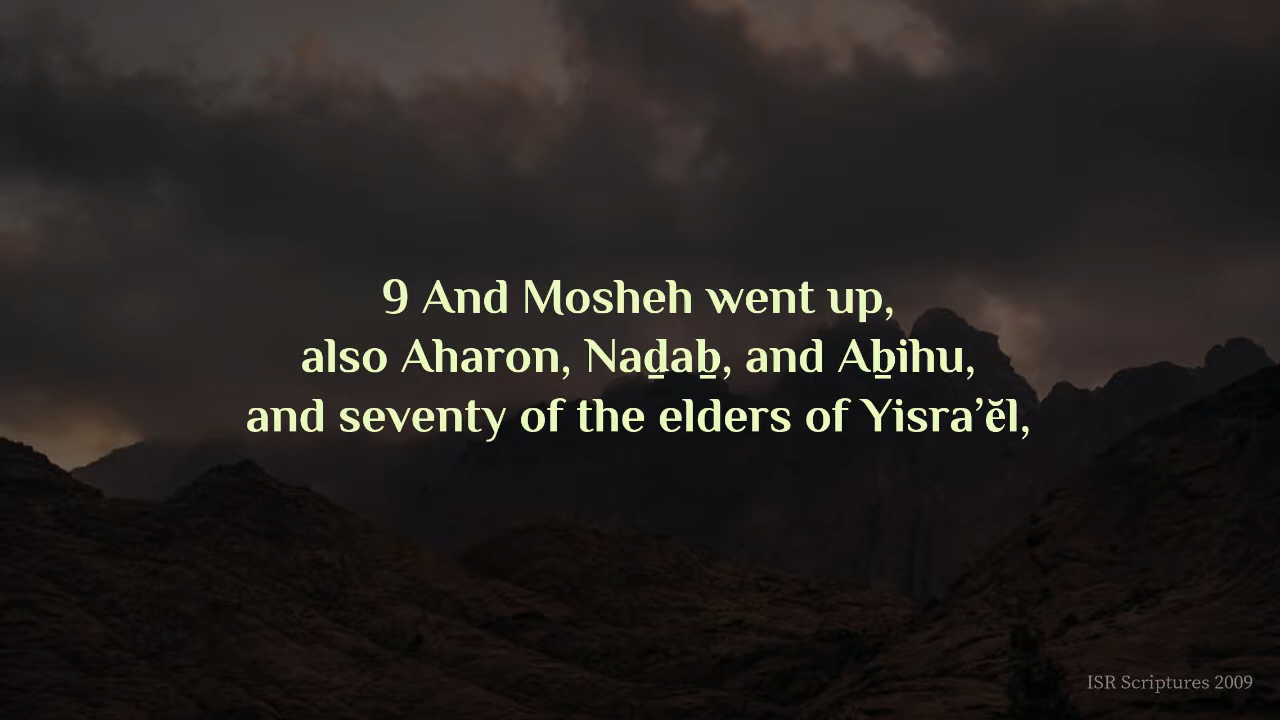 9 And Mosheh went up,
also Aharon, Naḏaḇ, and Aḇihu,
and seventy of the elders of Yisra’ĕl,
ISR Scriptures 2009